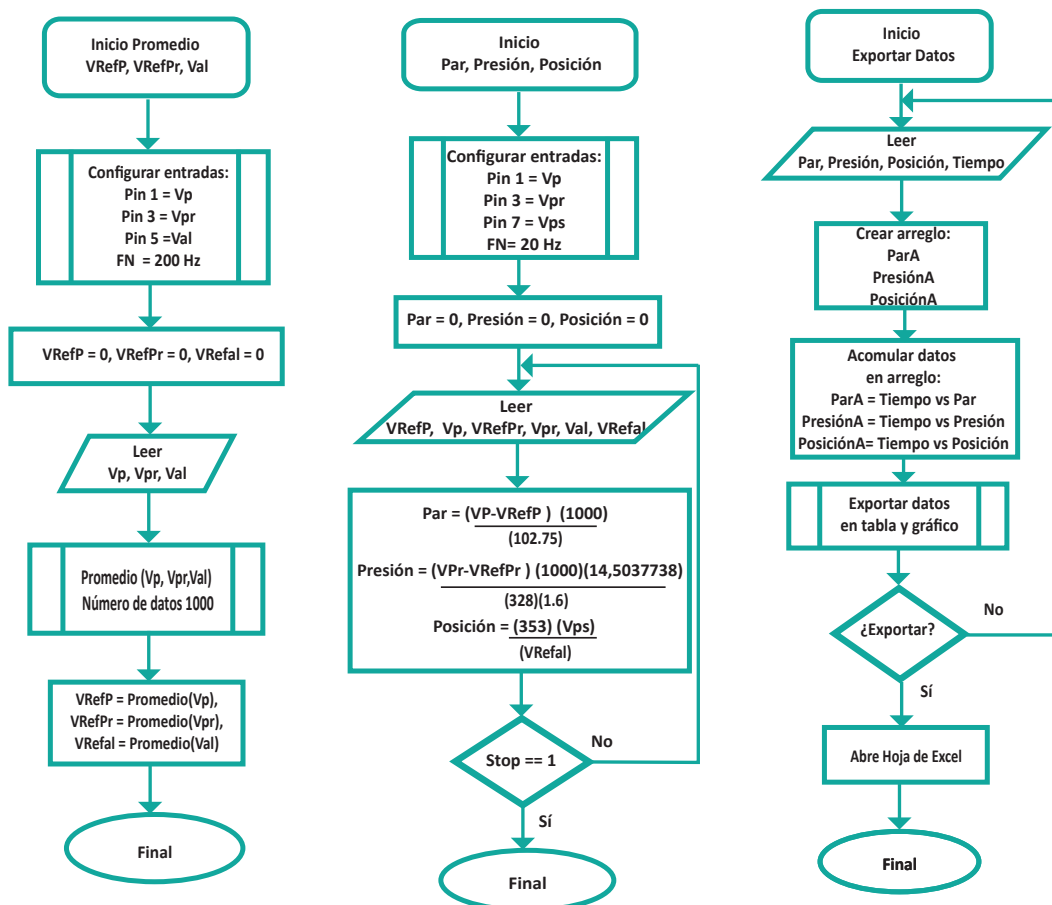 Inicio Promedio
VRefP, VRefPr, Val
Configurar entradas:
Pin 1 = Vp
Pin 3 = Vpr
Pin 5 =Val
FN = 200 Hz
VRefP = 0, VRefPr = 0, VRefal = 0
Leer
Vp, Vpr, Val
Promedio (Vp, Vpr,Val)
Número de datos 1000
VRefP = Promedio(Vp),
VRefPr = Promedio(Vpr),
VRefal = Promedio(Val)
Final
Inicio
Par, Presión, Posición
Configurar entradas:
Pin 1 = Vp
Pin 3 = Vpr
Pin 7 = Vps
FN= 20 Hz
Par = 0, Presión = 0, Posición = 0
Leer
VRefP, Vp, VRefPr, Vpr, Val, VRefal
Par = (VP-VRefP ) (1000)
(102.75)
Presión = (VPr-VRefPr ) (1000)(14,5037738)
(328)(1.6)
Posición = (353) (Vps)
(VRefal)
Stop == 1
No
Sí
Final
Inicio
Exportar Datos
Leer
Par, Presión, Posición, Tiempo
Crear arreglo:
ParA
PresiónA
PosiciónA
Acomular datos
en arreglo:
ParA = Tiempo vs Par
PresiónA = Tiempo vs Presión
PosiciónA= Tiempo vs Posición
Exportar datos
en tabla y gráfico
¿Exportar?
No
Sí
Abre Hoja de Excel
Final